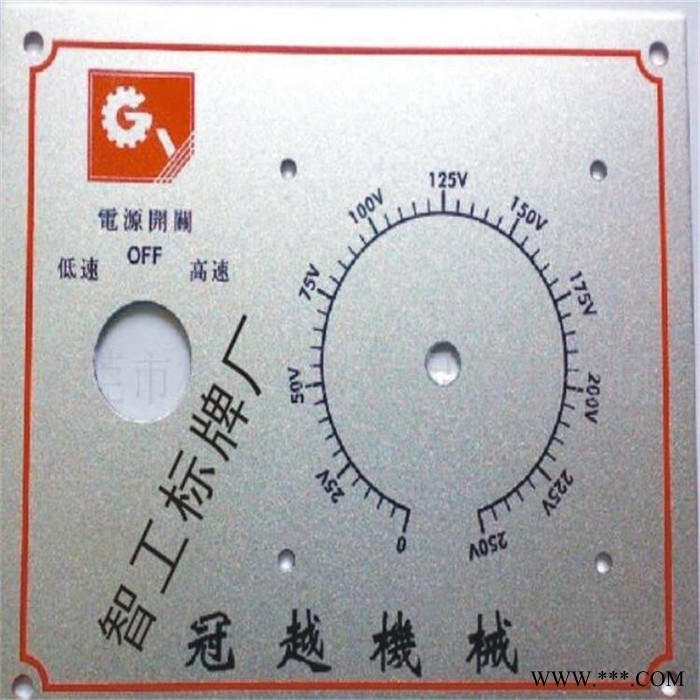 G
電源開關
OFF
低速
高速
0
25V
50V
75V
100V
125V
150V
175V
200V
225V
250V
智工标牌厂
市
冠越機械
WWW.***.COM